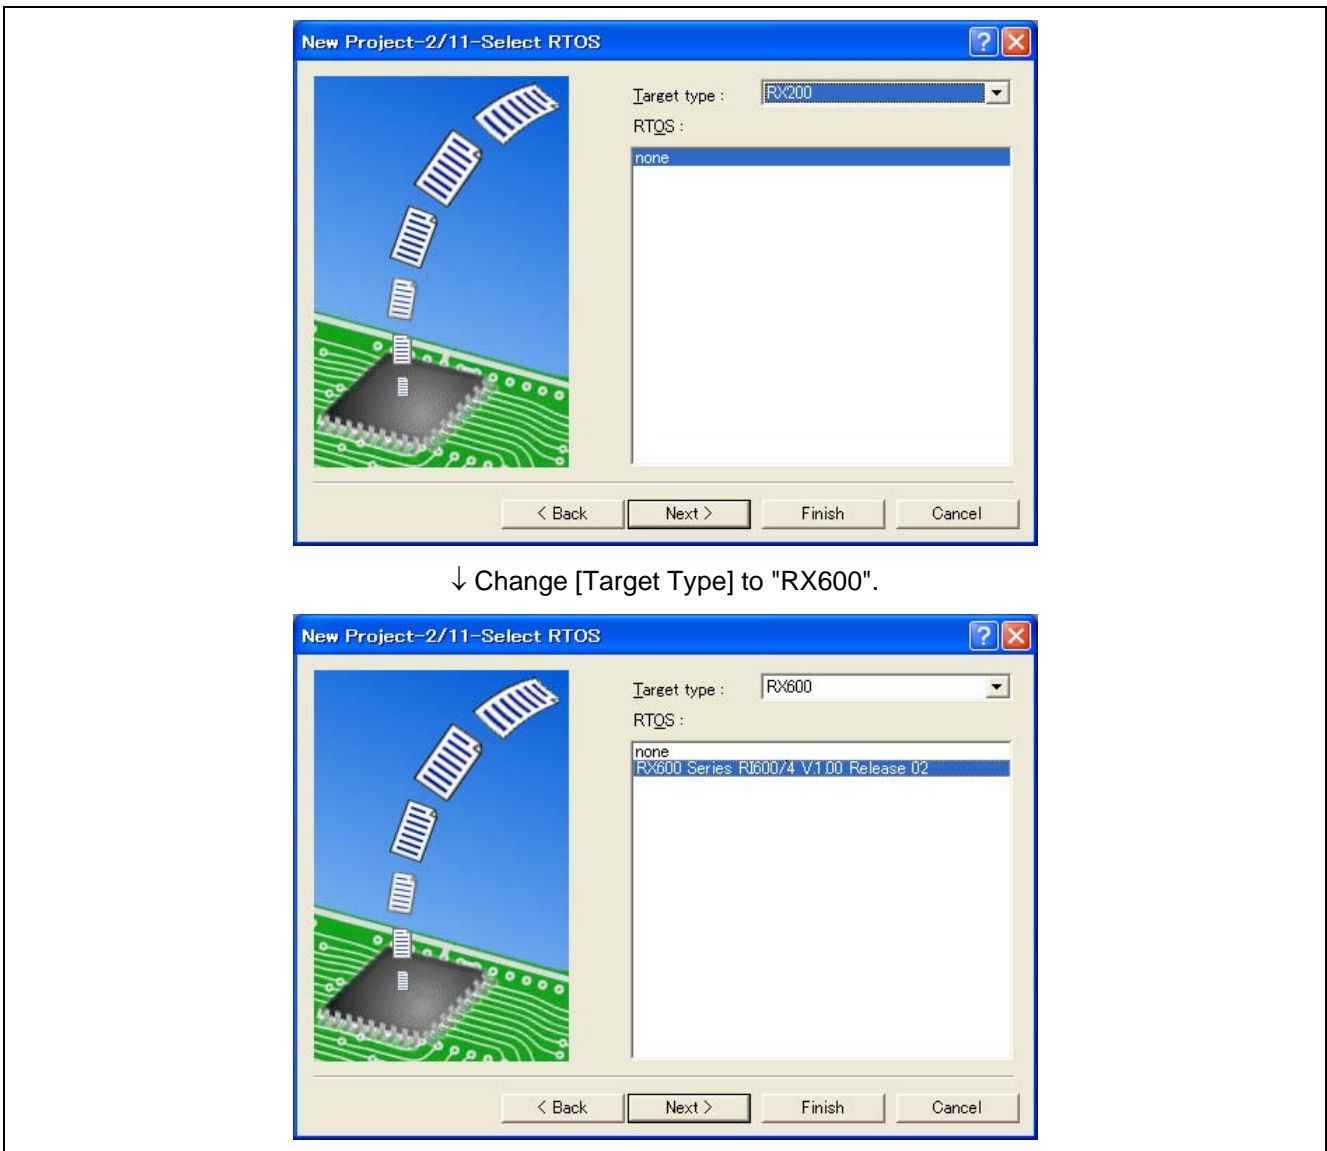 New Project-2/11-Select RTOS
Target type : RX200
RTOS :
none
< Back Next > Finish Cancel
↓ Change [Target Type] to "RX600".
New Project-2/11-Select RTOS
Target type : RX600
RTOS :
none
RX600 Series RI600/4 V.1.00 Release 02
< Back Next > Finish Cancel